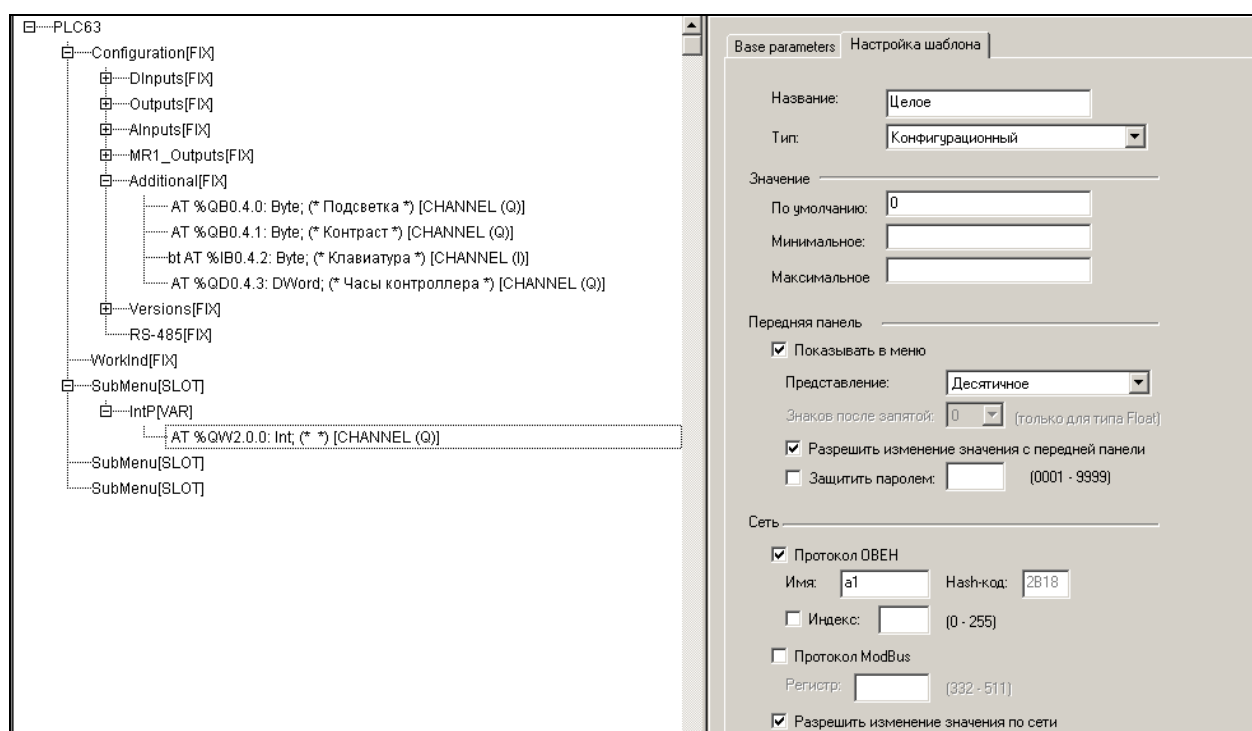 PLC63
Configuration[FIX]
DInputs[FIX]
Outputs[FIX]
AInputs[FIX]
MR1_Outputs[FIX]
Additional[FIX]
AT %QB0.4.0: Byte; (* Подсветка *) [CHANNEL (Q)]
AT %QB0.4.1: Byte; (* Контраст *) [CHANNEL (Q)]
bt AT %IB0.4.2: Byte; (* Клавиатура *) [CHANNEL (I)]
AT %QD0.4.3: DWord; (* Часы контроллера *) [CHANNEL (Q)]
Versions[FIX]
RS-485[FIX]
WorkInd[FIX]
SubMenu[SLOT]
IntP[VAR]
AT %QW2.0.0: Int; (* *) [CHANNEL (Q)]
SubMenu[SLOT]
SubMenu[SLOT]
Base parameters Настройка шаблона
Название: Целое
Тип: Конфигурационный
Значение
По умолчанию: 0
Минимальное:
Максимальное
Передняя панель
Показывать в меню
Представление: Десятичное
Знаков после запятой: 0 (только для типа Float)
Разрешить изменение значения с передней панели
Защитить паролем: (0001 - 9999)
Сеть
Протокол ОВЕН
Имя: a1 Hash-код: 2B18
Индекс: (0 - 255)
Протокол ModBus
Регистр: (332 - 511)
Разрешить изменение значения по сети